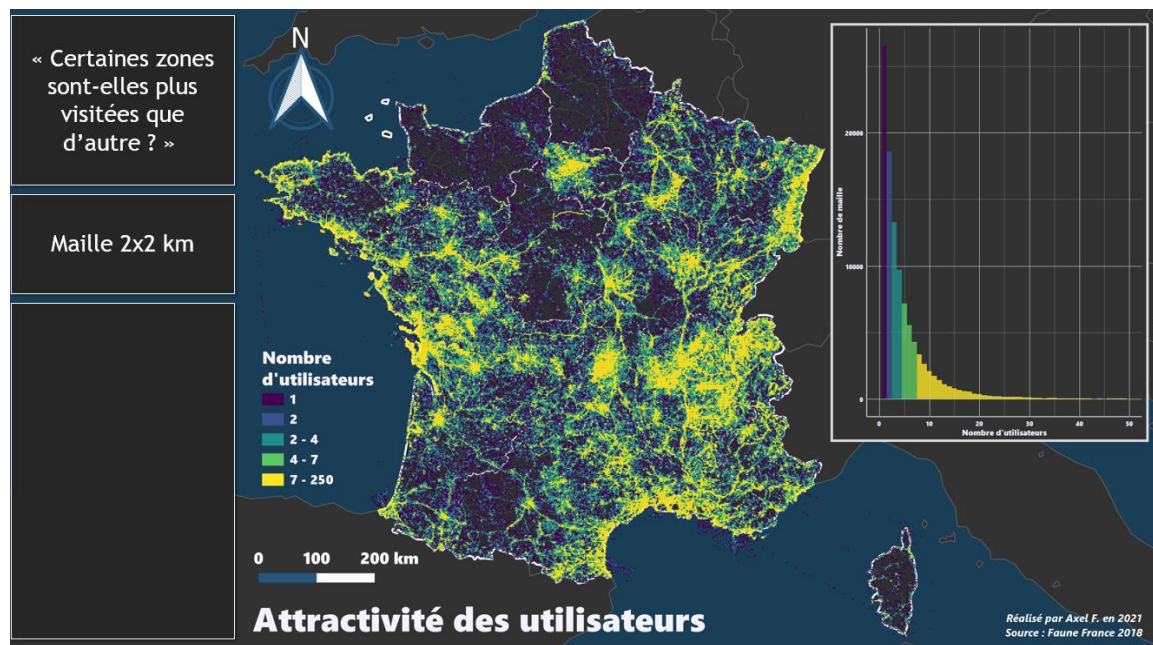 « Certaines zones
sont-elles plus
visitées que
d’autre ? »
Maille 2x2 km
N
Nombre
d'utilisateurs
1
2
2 - 4
4 - 7
7 - 250
0 100 200 km
Attractivité des utilisateurs
Nombre de maille
20000
10000
0
0 10 20 30 40 50
Nombre d'utilisateurs
Réalisé par Axel F. en 2021
Source : Faune France 2018